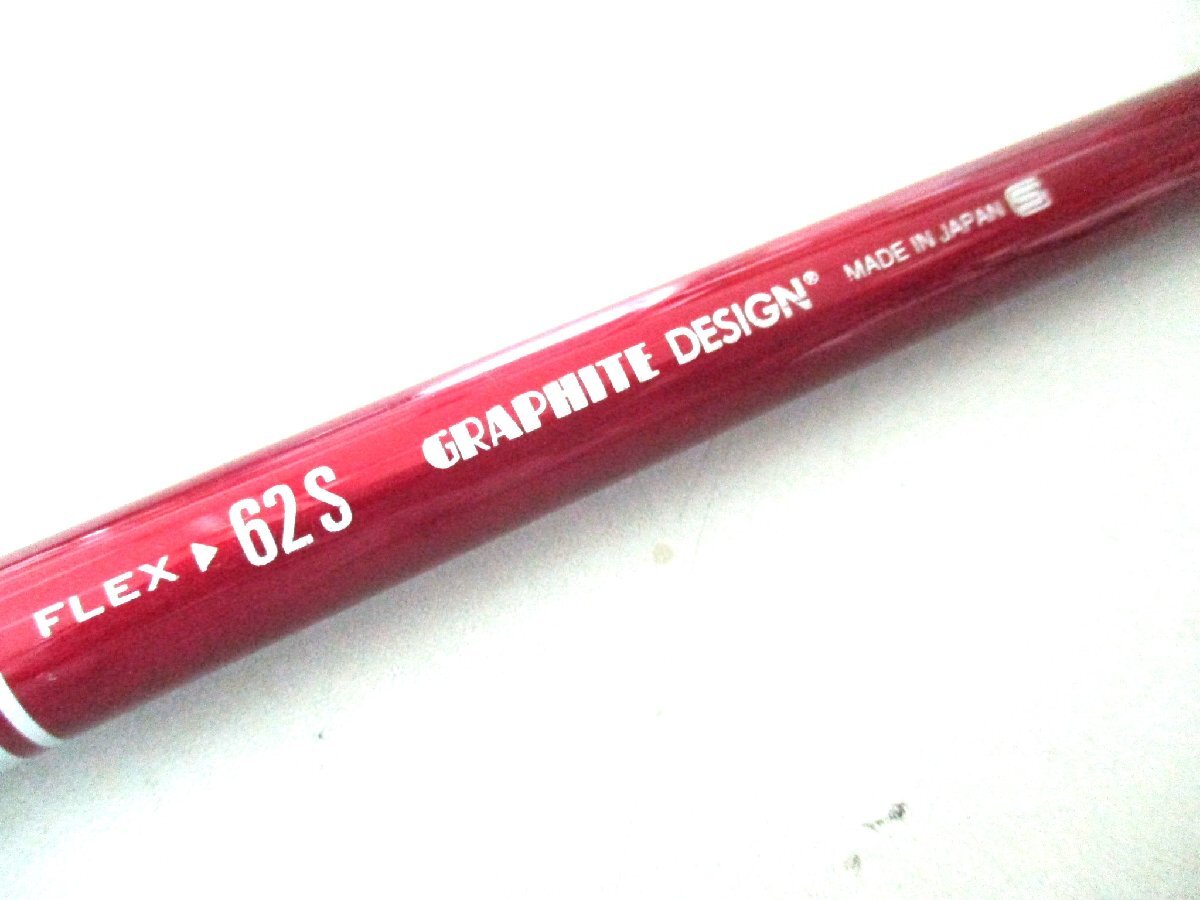 FLEX ▶ 62S GRAPHITE DESIGN® MADE IN JAPAN S